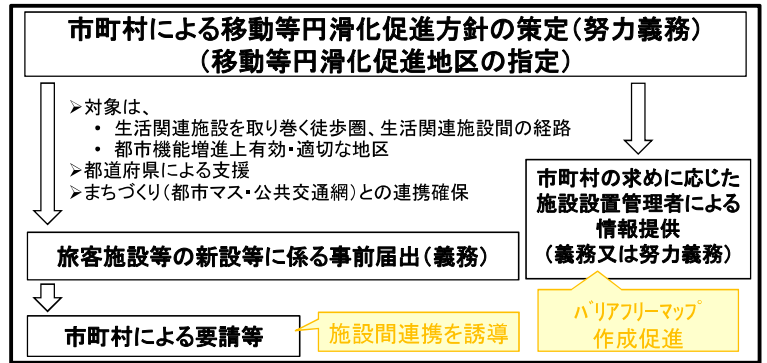 市町村による移動等円滑化促進方針の策定(努力義務)
(移動等円滑化促進地区の指定)
➢対象は、
・ 生活関連施設を取り巻く徒歩圏、生活関連施設間の経路
・ 都市機能増進上有効・適切な地区
➢都道府県による支援
➢まちづくり(都市マス・公共交通網)との連携確保
市町村の求めに応じた
施設設置管理者による
情報提供
(義務又は努力義務)
旅客施設等の新設等に係る事前届出(義務)
バリアフリーマップ
作成促進
市町村による要請等
施設間連携を誘導